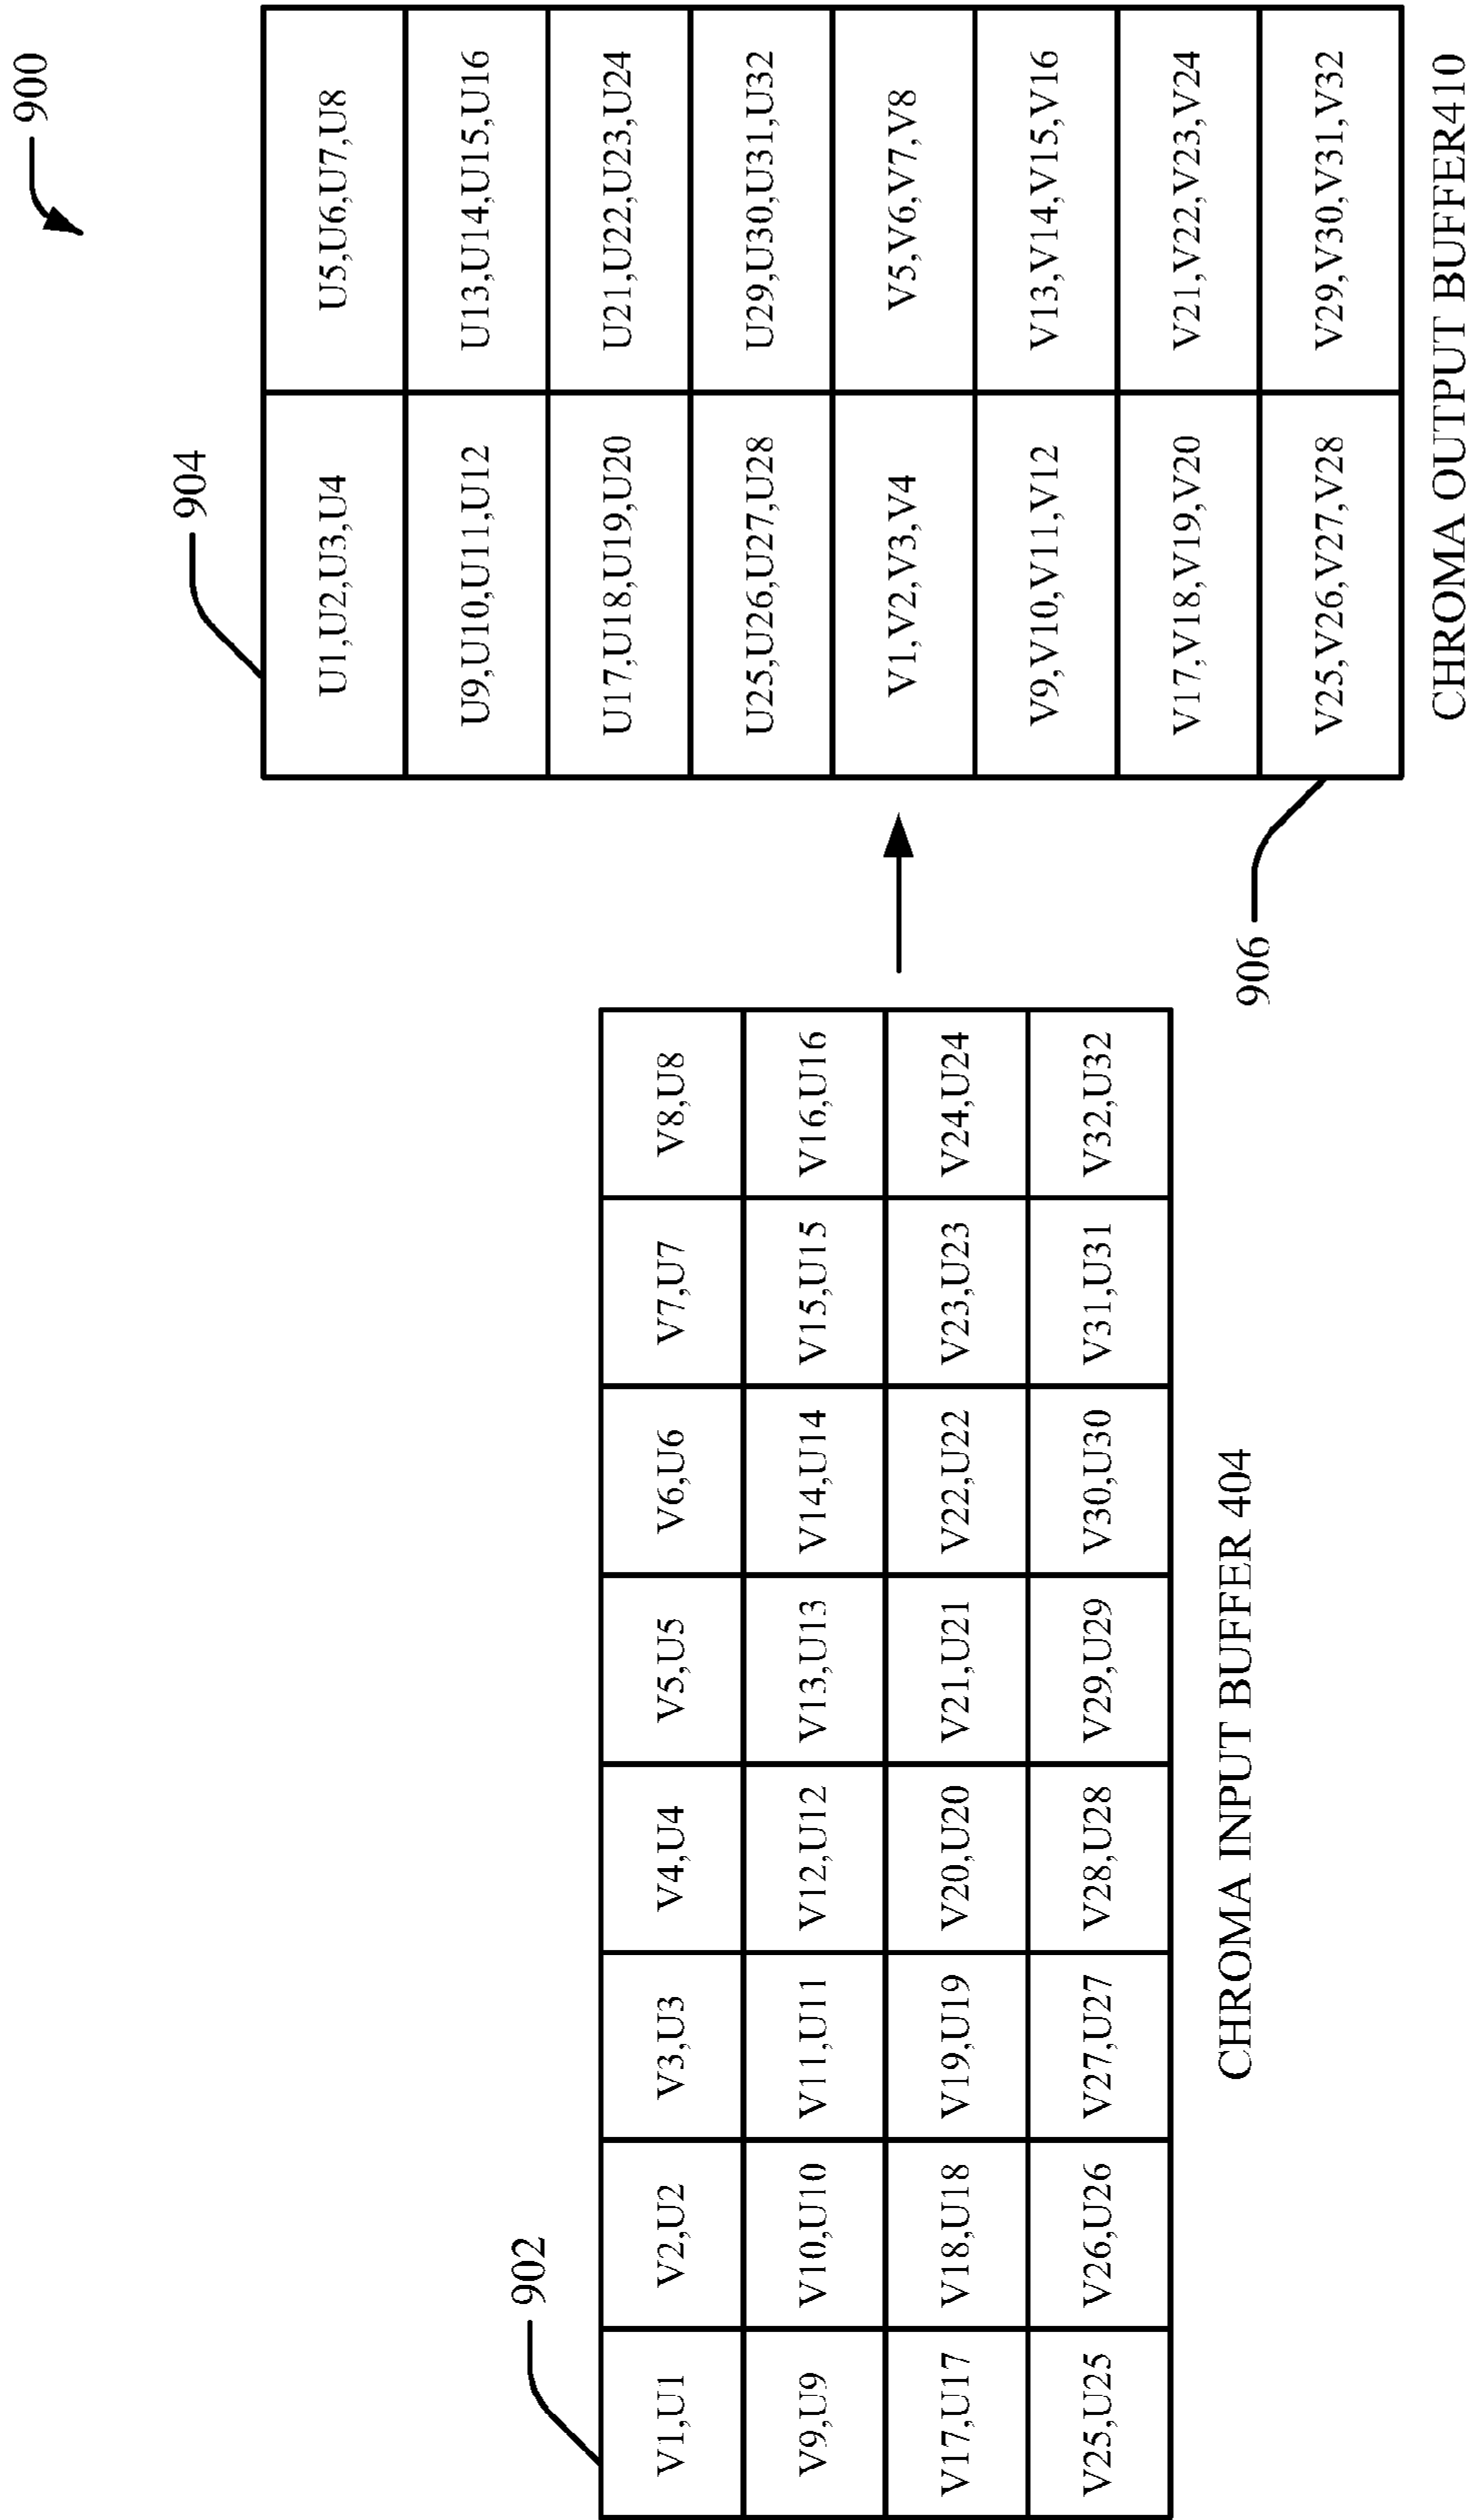 900
902
V1,U1 V2,U2 V3,U3 V4,U4 V5,U5 V6,U6 V7,U7 V8,U8
V9,U9 V10,U10 V11,U11 V12,U12 V13,U13 V14,U14 V15,U15 V16,U16
V17,U17 V18,U18 V19,U19 V20,U20 V21,U21 V22,U22 V23,U23 V24,U24
V25,U25 V26,U26 V27,U27 V28,U28 V29,U29 V30,U30 V31,U31 V32,U32
CHROMA INPUT BUFFER 404
904
U1,U2,U3,U4 U5,U6,U7,U8
U9,U10,U11,U12 U13,U14,U15,U16
U17,U18,U19,U20 U21,U22,U23,U24
U25,U26,U27,U28 U29,U30,U31,U32
V1,V2,V3,V4 V5,V6,V7,V8
V9,V10,V11,V12 V13,V14,V15,V16
V17,V18,V19,V20 V21,V22,V23,V24
V25,V26,V27,V28 V29,V30,V31,V32
906
CHROMA OUTPUT BUFFER410